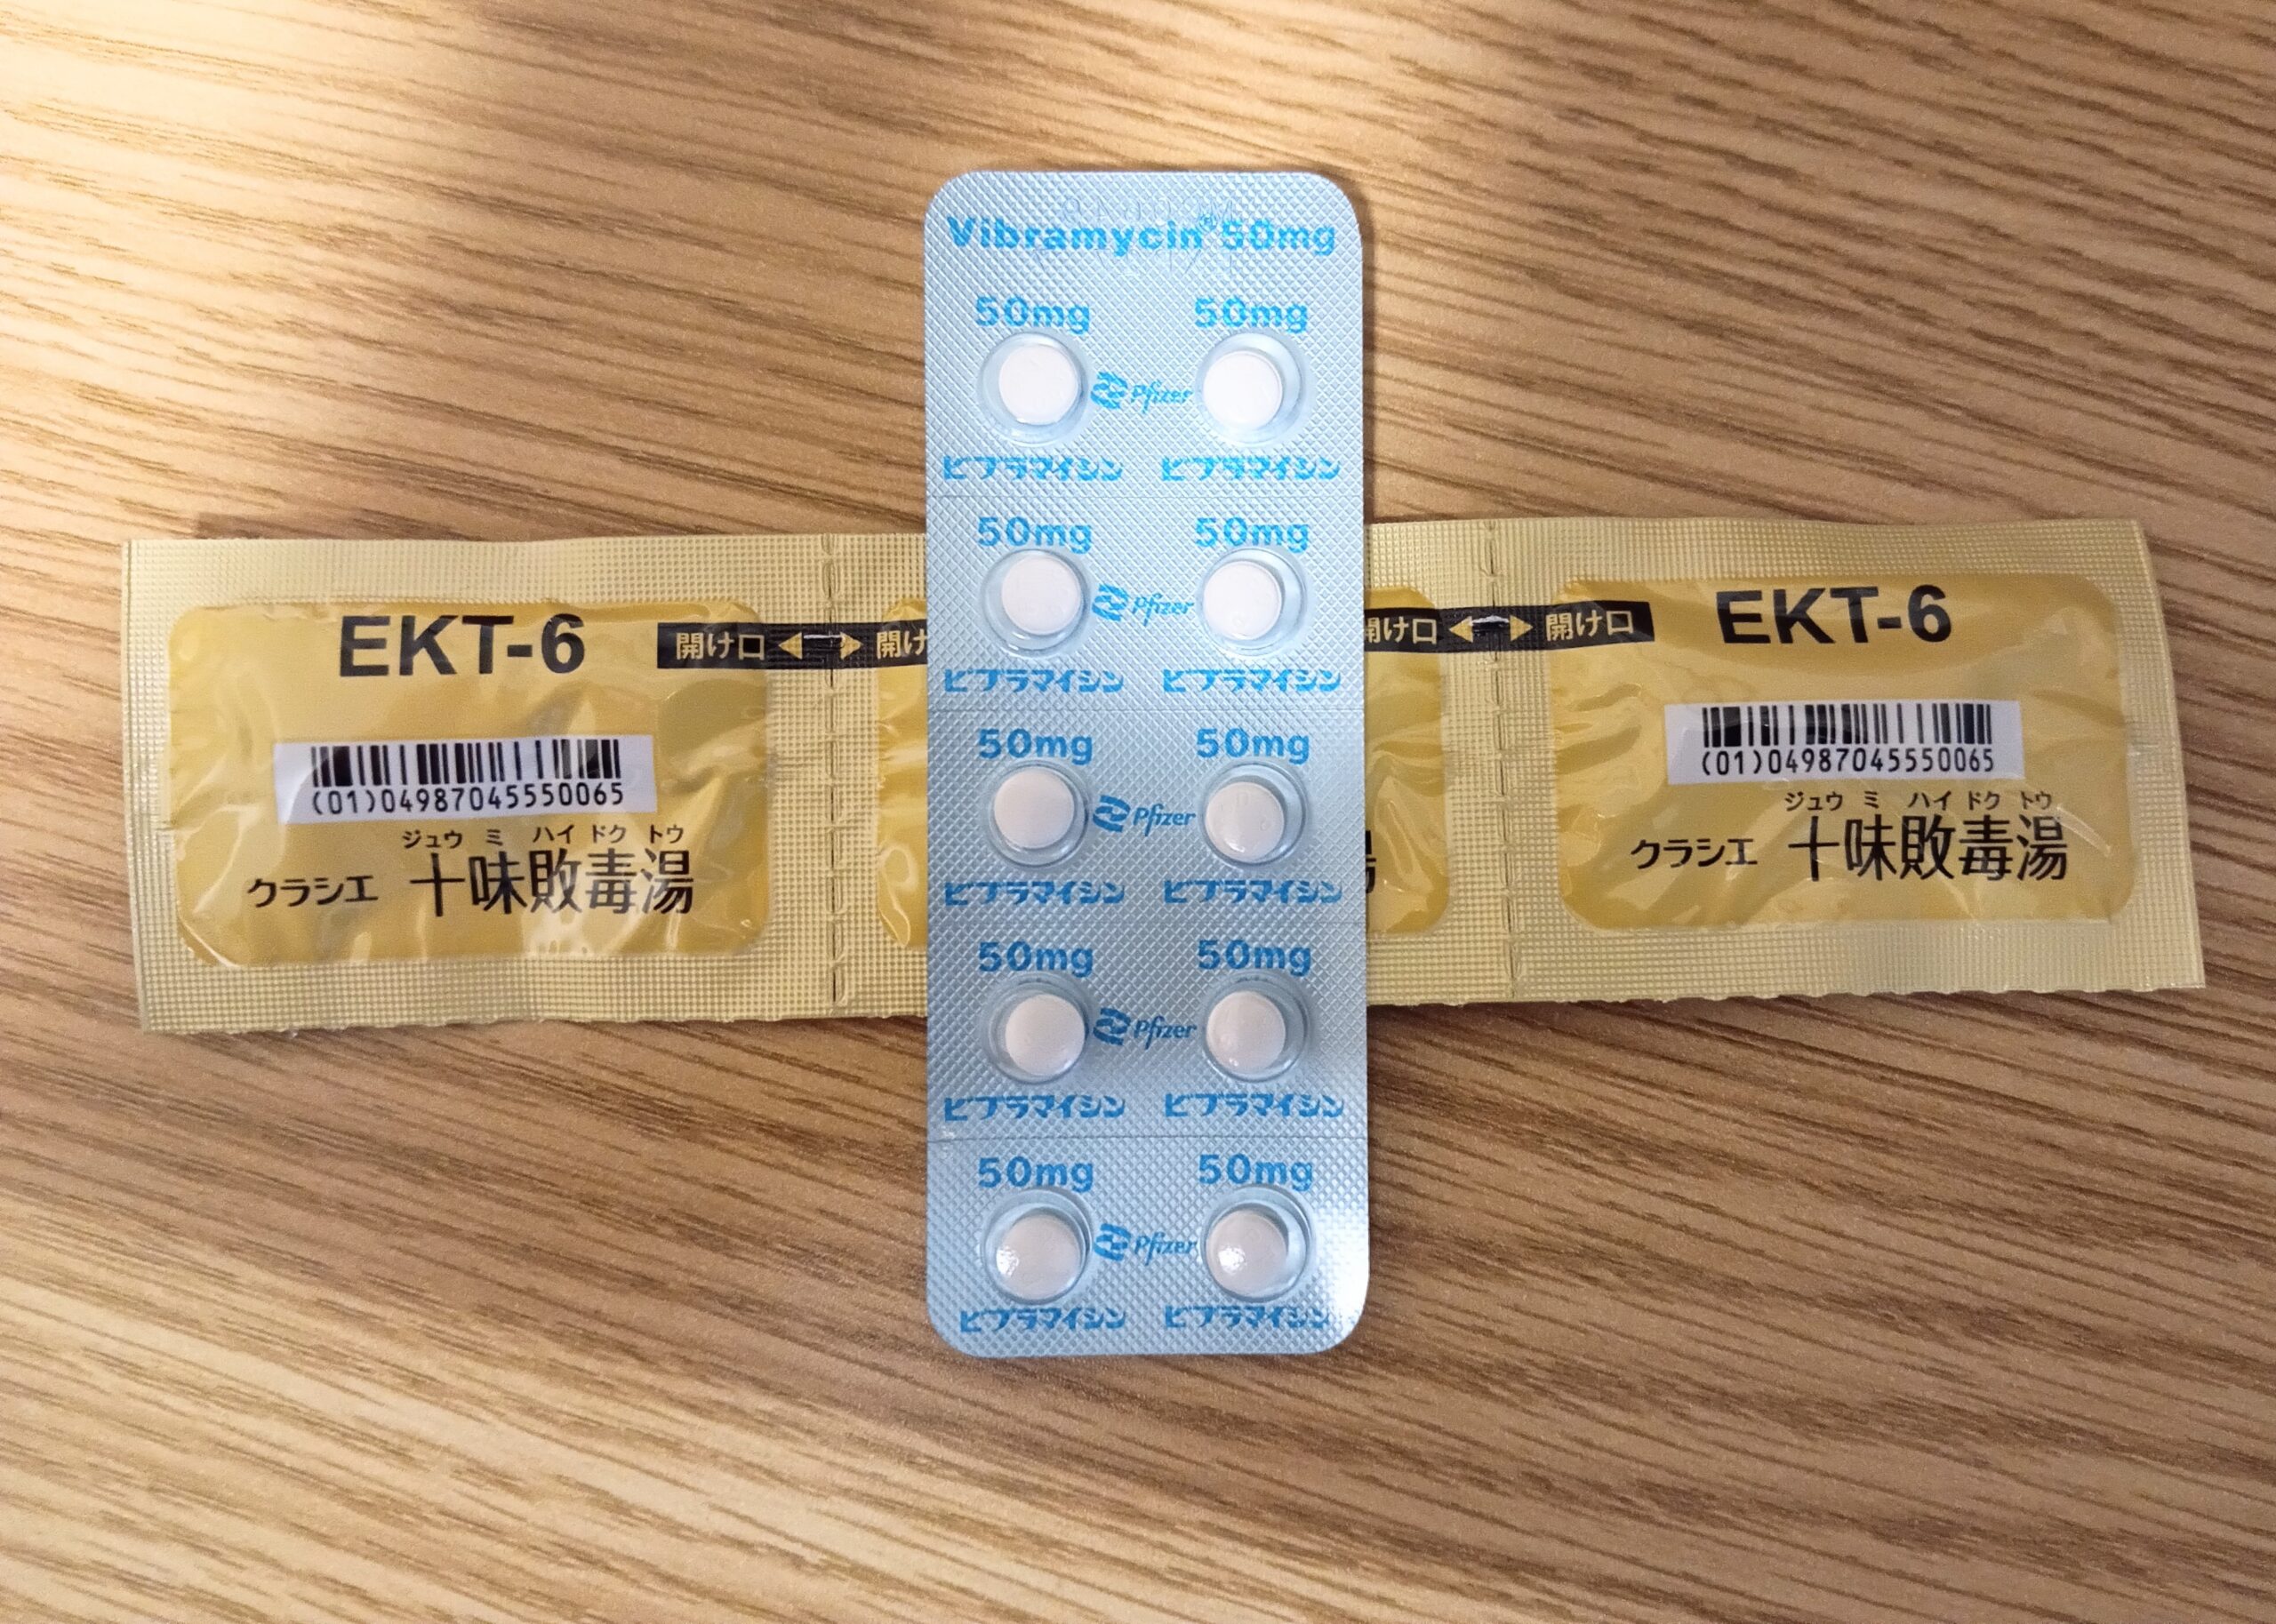 Vibramycin® 50mg
50mg 50mg
Pfizer
ビブラマイシン ビブラマイシン
50mg 50mg
Pfizer
ビブラマイシン ビブラマイシン
50mg 50mg
Pfizer
ビブラマイシン ビブラマイシン
50mg 50mg
Pfizer
ビブラマイシン ビブラマイシン
50mg 50mg
Pfizer
ビブラマイシン ビブラマイシン
EKT-6
開け口 開け
(01)04987045550065
ジュウ ミ ハイ ドク トウ
クラシエ 十味敗毒湯
開け口 開け口
EKT-6
(01)04987045550065
ジュウ ミ ハイ ドク トウ
クラシエ 十味敗毒湯